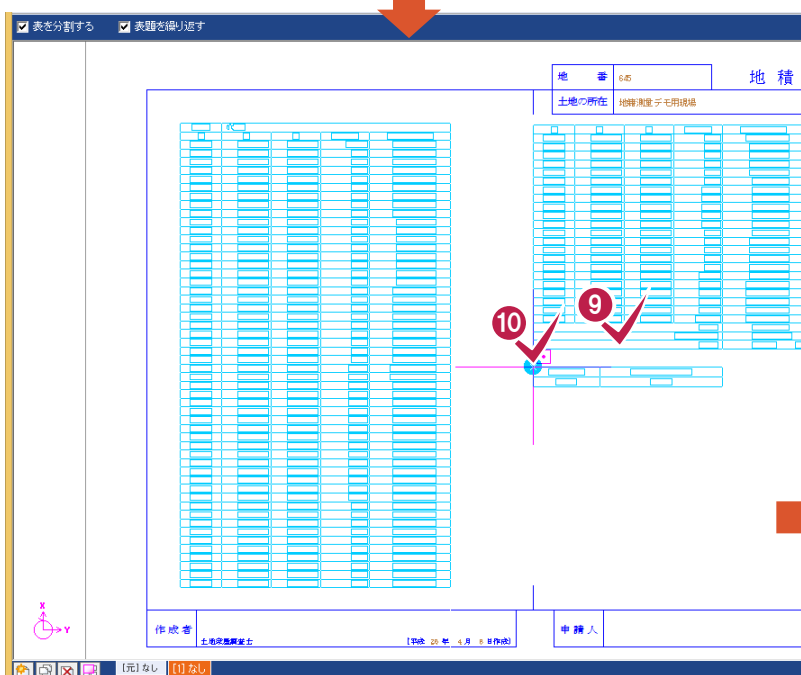 表を分割する 表題を繰り返す
地 番 645 地 積
土地の所在 地籍測量デモ用現場
⑨
⑩
X
Y
作 成 者 土地家屋調査士 【平成 28 年 4 月 8 日作成】 申 請 人
[元] なし [1] なし